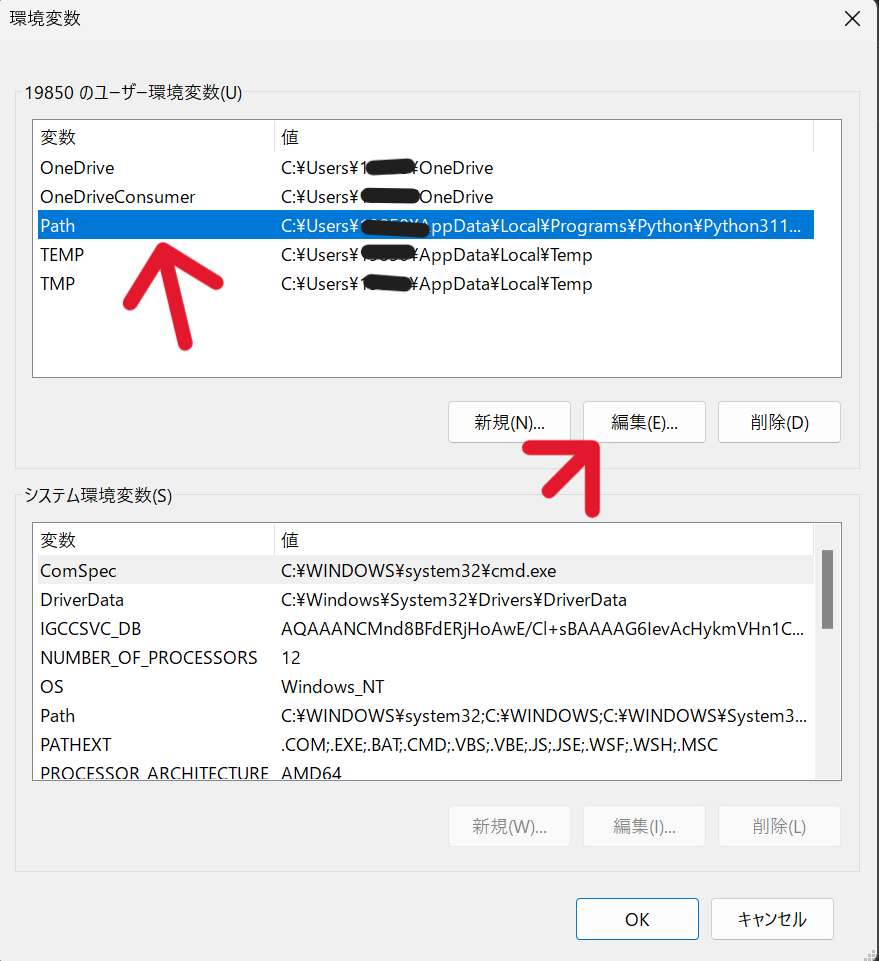 環境変数
19850 のユーザー環境変数(U)
変数 値
OneDrive C:¥Users¥1 ¥OneDrive
OneDriveConsumer C:¥Users¥ OneDrive
Path C:¥Users¥ AppData¥Local¥Programs¥Python¥Python311...
TEMP C:¥Users¥ ¥AppData¥Local¥Temp
TMP C:¥Users¥ ¥AppData¥Local¥Temp
新規(N)... 編集(E)... 削除(D)
システム環境変数(S)
変数 値
ComSpec C:¥WINDOWS¥system32¥cmd.exe
DriverData C:¥Windows¥System32¥Drivers¥DriverData
IGCCSVC_DB AQAAANCMnd8BFdERjHoAwE/Cl+sBAAAAG6IevAcHykmVHn1C...
NUMBER_OF_PROCESSORS 12
OS Windows_NT
Path C:¥WINDOWS¥system32;C:¥WINDOWS;C:¥WINDOWS¥System3...
PATHEXT .COM;.EXE;.BAT;.CMD;.VBS;.VBE;.JS;.JSE;.WSF;.WSH;.MSC
PROCESSOR_ARCHITECTURE AMD64
新規(W)... 編集(I)... 削除(L)
OK キャンセル